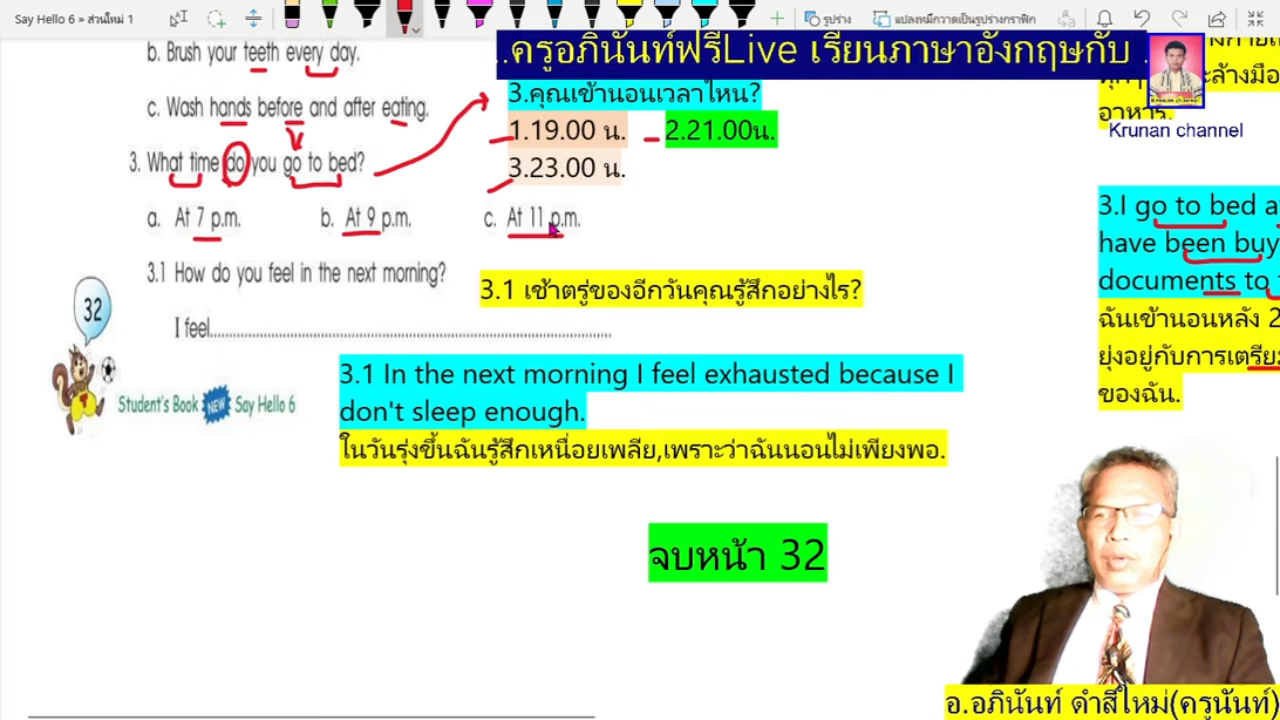 Say Hello 6 » ส่วนใหม่ 1
รูปร่าง
แปลงหมึกวาดเป็นรูปร่างกราฟิก
b. Brush your teeth every day.
..ครูอภินันท์ฟรีLive เรียนภาษาอังกฤษกับ .
c. Wash hands before and after eating.
3.คุณเข้านอนเวลาไหน?
อาหาร.
1.19.00 น.
2.21.00น.
Krunan channel
3. What time do you go to bed?
3.23.00 น.
a. At 7 p.m.
b. At 9 p.m.
c. At 11 p.m.
3.I go to bed a
have been buy
documents to
3.1 How do you feel in the next morning?
3.1 เช้าตรู่ของอีกวันคุณรู้สึกอย่างไร?
32
I feel......................................................................
ฉันเข้านอนหลัง 2
ยุ่งอยู่กับการเตรีย
ของฉัน.
3.1 In the next morning I feel exhausted because I
don't sleep enough.
Student's Book : NEW Say Hello 6
ในวันรุ่งขึ้นฉันรู้สึกเหนื่อยเพลีย,เพราะว่าฉันนอนไม่เพียงพอ.
จบหน้า 32
อ.อภินันท์ ดำสีใหม่(ครูนันท์)